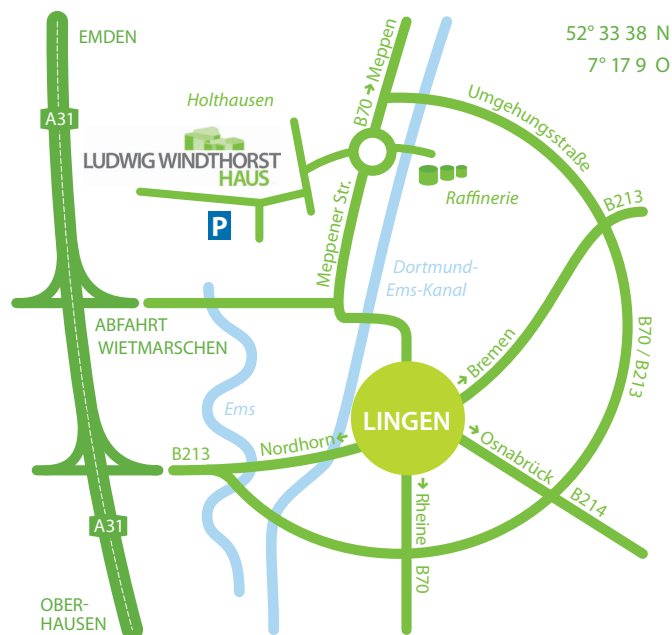 EMDEN
52° 33 38 N
7° 17 9 O
A31
Holthausen
B70 → Meppen
Umgehungsstraße
LUDWIG WINDTHORST
HAUS
Raffinerie
B213
P
Meppener Str.
Dortmund-
Ems-Kanal
ABFAHRT
WIETMARSCHEN
B70 / B213
→ Bremen
Ems
LINGEN
B213
Nordhorn ←
→ Osnabrück
B214
→ Rheine
B70
A31
OBER-
HAUSEN